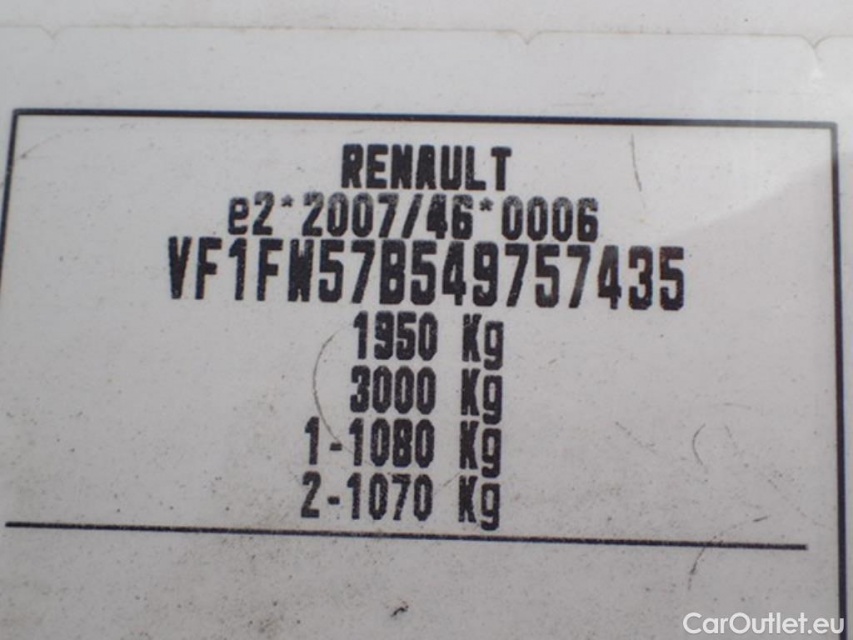 RENAULT
e2*2007/46*0006
VF1FW57B549757435
1950 Kg
3000 Kg
1-1080 Kg
2-1070 Kg
CarOutlet.eu